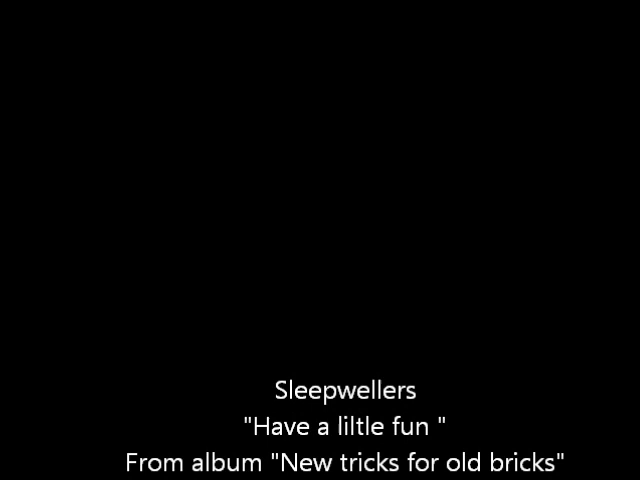 Sleepwellers
"Have a liltle fun "
From album "New tricks for old bricks"